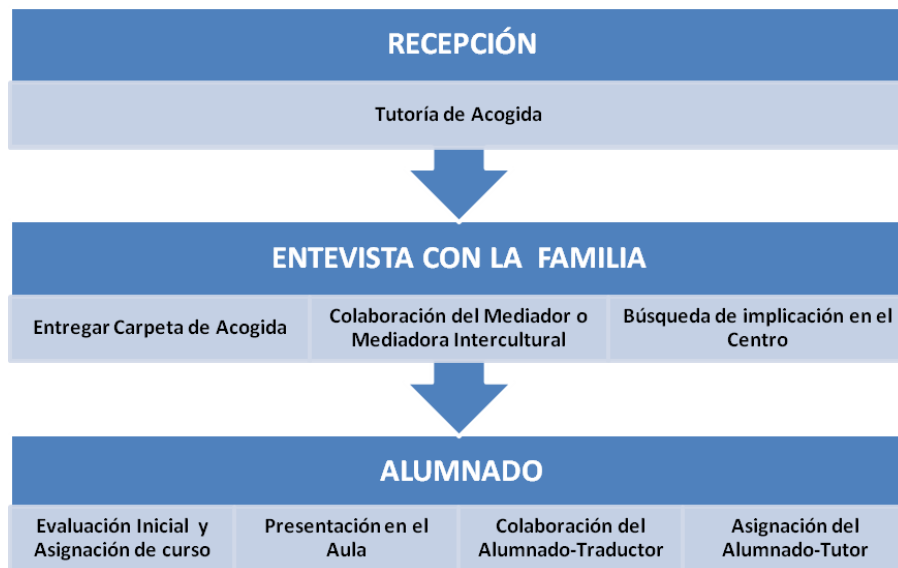 RECEPCIÓN
Tutoría de Acogida
ENTEVISTA CON LA FAMILIA
Entregar Carpeta de Acogida
Colaboración del Mediador o
Mediadora Intercultural
Búsqueda de implicación en el
Centro
ALUMNADO
Evaluación Inicial y
Asignación de curso
Presentación en el
Aula
Colaboración del
Alumnado-Traductor
Asignación del
Alumnado-Tutor